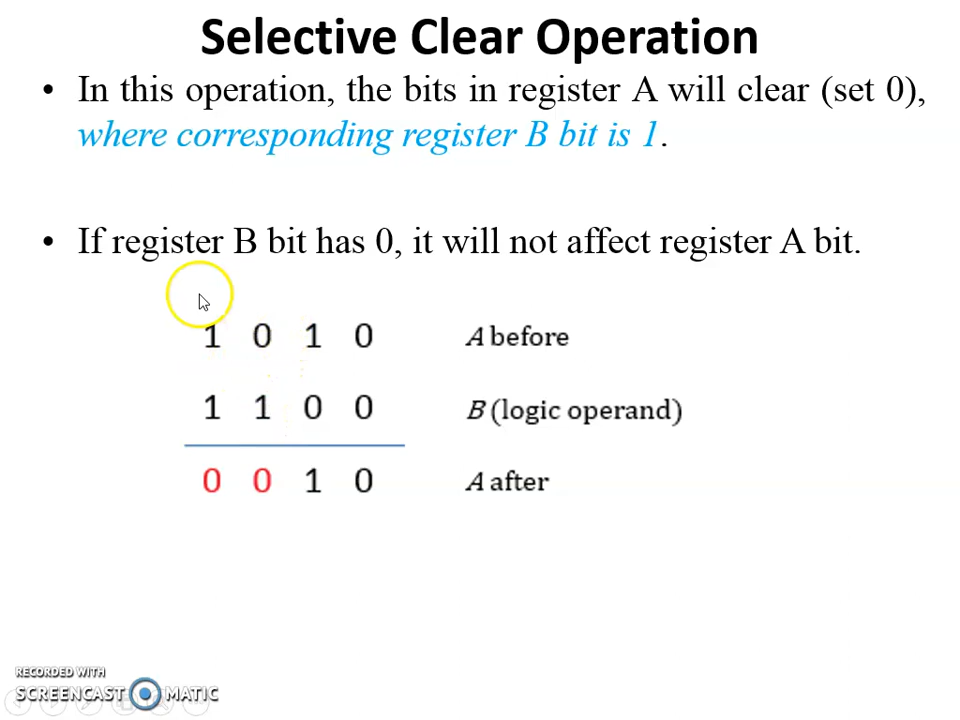 Selective Clear Operation
• In this operation, the bits in register A will clear (set 0),
where corresponding register B bit is 1.
• If register B bit has 0, it will not affect register A bit.
1 0 1 0 A before
1 1 0 0 B (logic operand)
0 0 1 0 A after
RECORDED WITH
SCREENCAST MATIC